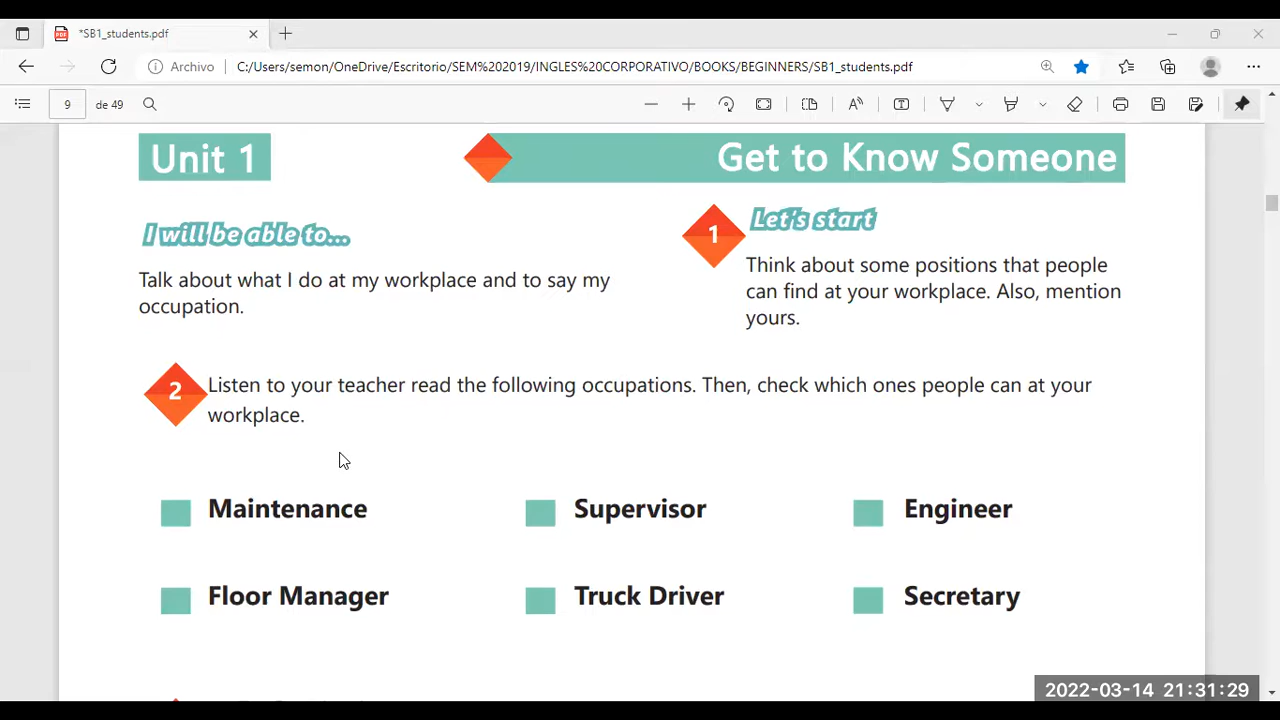 *SB1_students.pdf
Archivo
C:/Users/semon/OneDrive/Escritorio/SEM%202019/INGLES%20CORPORATIVO/BOOKS/BEGINNERS/SB1_students.pdf
9 de 49
Unit 1
Get to Know Someone
I will be able to...
Talk about what I do at my workplace and to say my
occupation.
1 Let's start
Think about some positions that people
can find at your workplace. Also, mention
yours.
2 Listen to your teacher read the following occupations. Then, check which ones people can at your
workplace.
Maintenance
Supervisor
Engineer
Floor Manager
Truck Driver
Secretary
2022-03-14 21:31:29